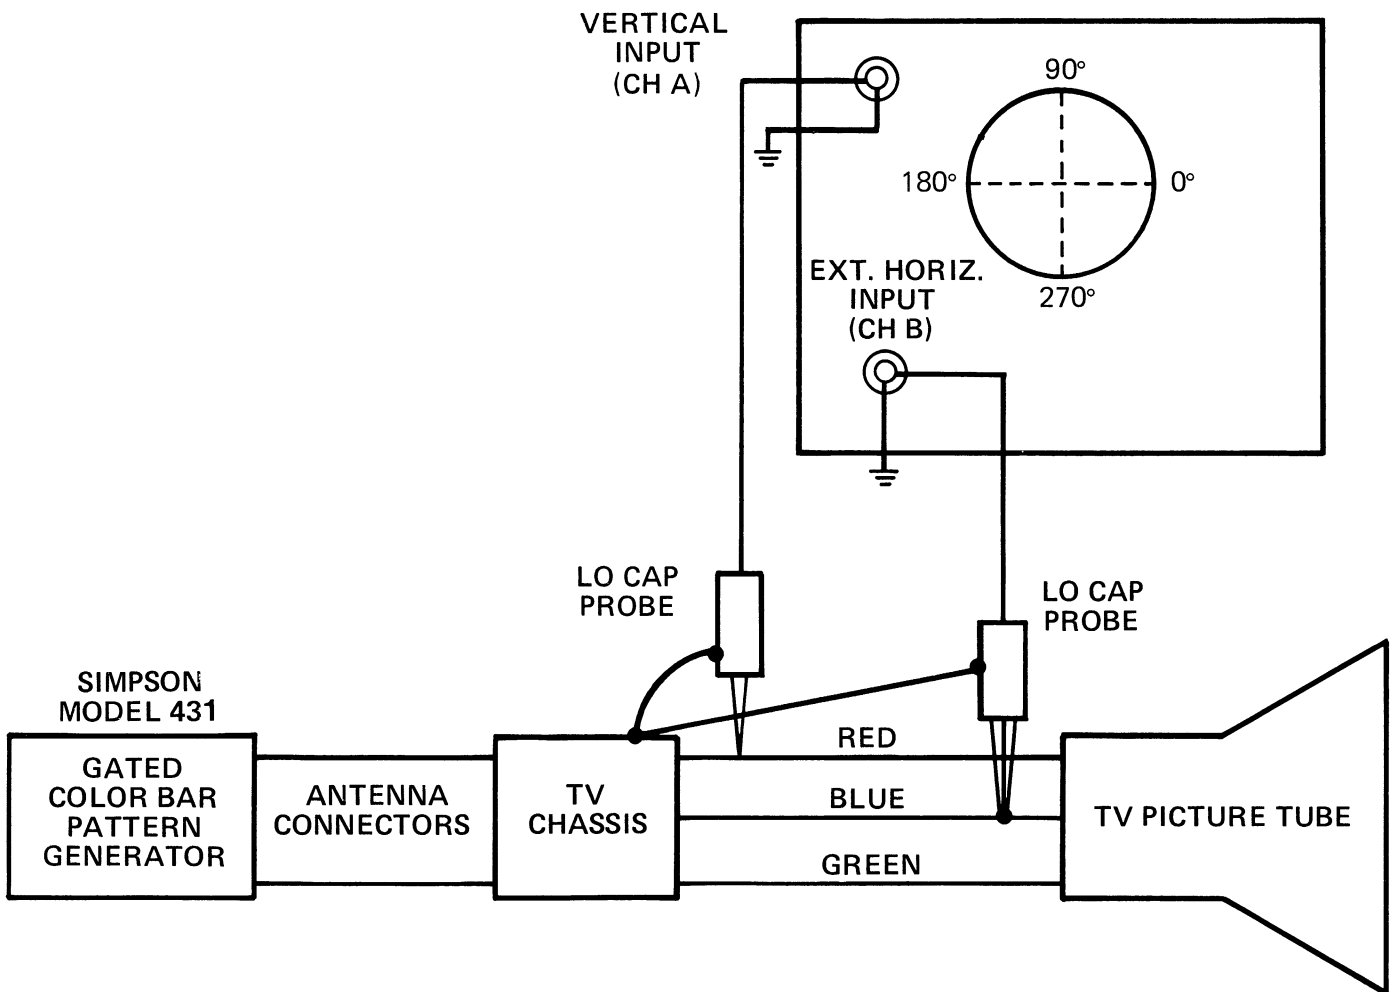 VERTICAL
INPUT
(CH A)
90°
180°
0°
270°
EXT. HORIZ.
INPUT
(CH B)
LO CAP
PROBE
LO CAP
PROBE
SIMPSON
MODEL 431
GATED
COLOR BAR
PATTERN
GENERATOR
ANTENNA
CONNECTORS
TV
CHASSIS
RED
BLUE
GREEN
TV PICTURE TUBE